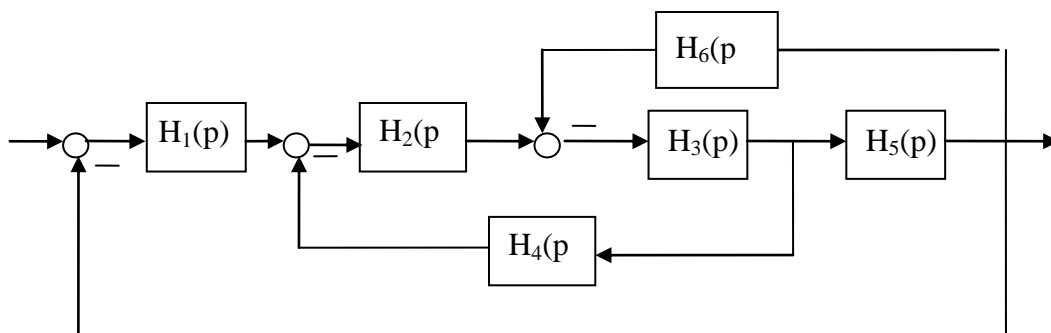 H₆(p
H₁(p)
H₂(p
H₃(p)
H₅(p)
H₄(p